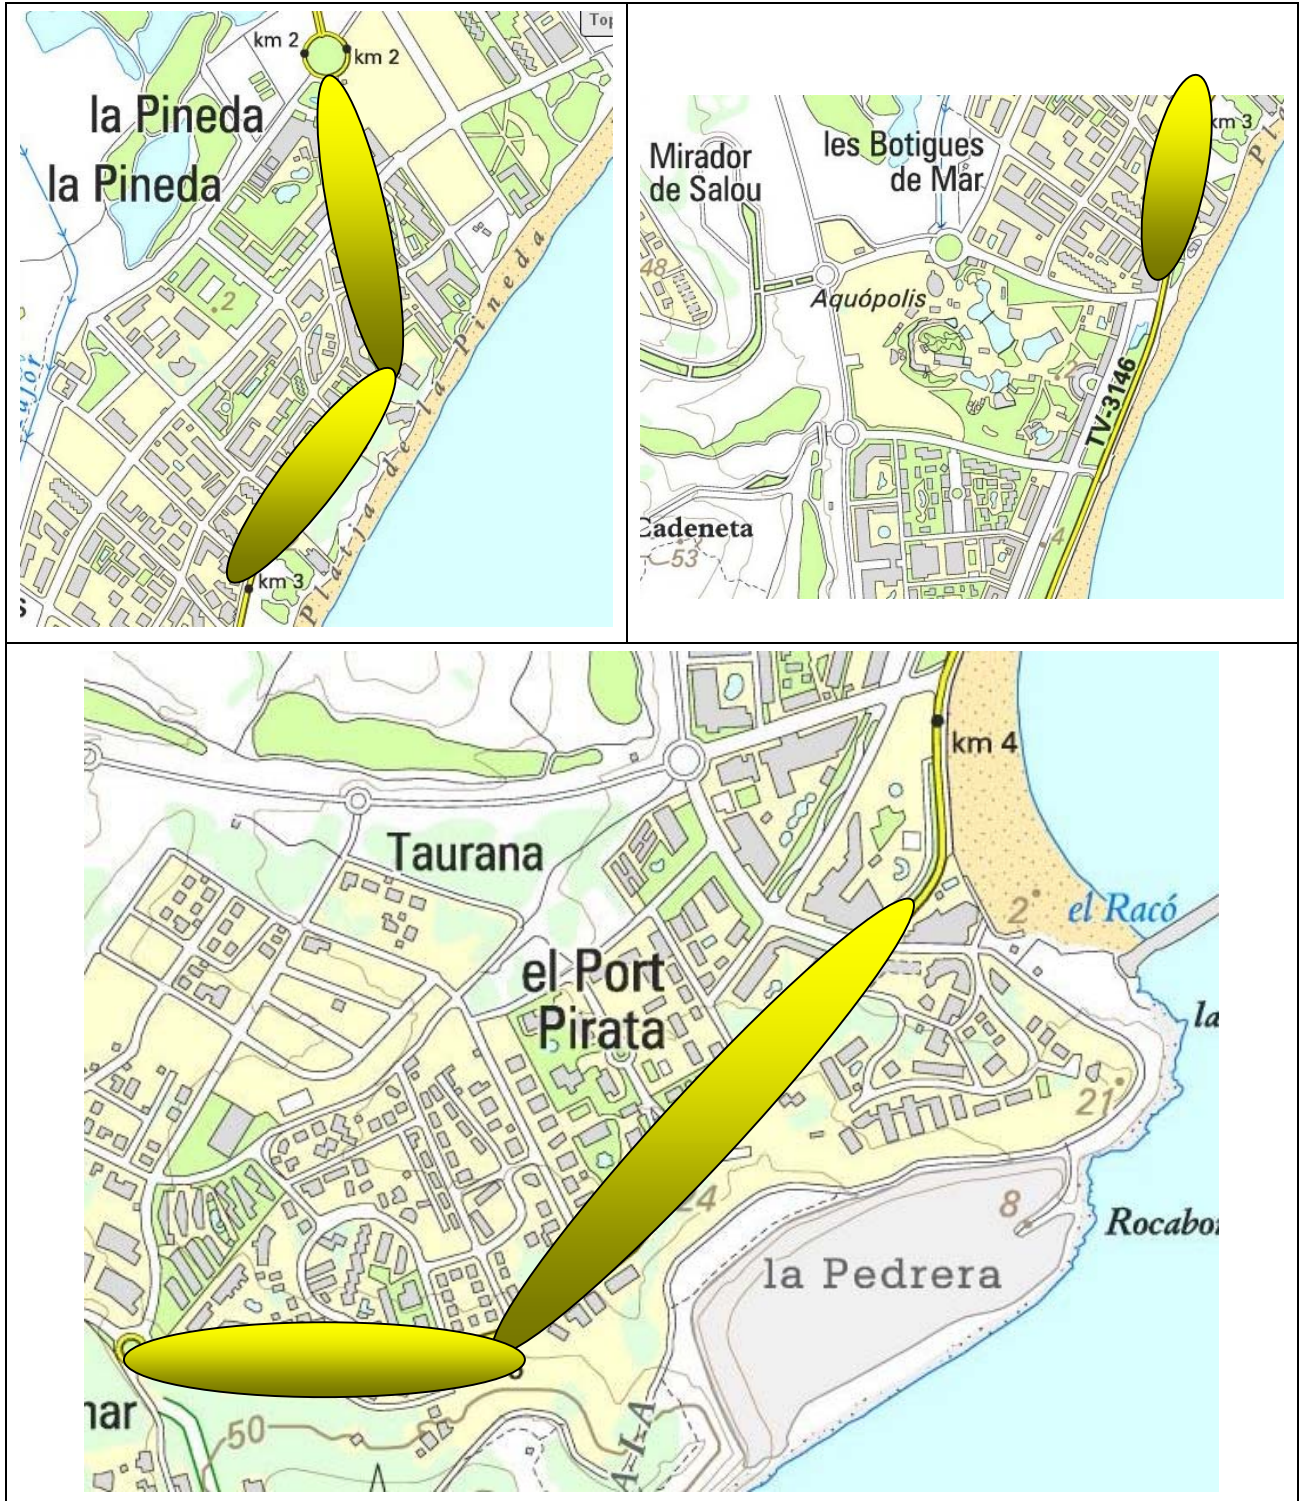 Top
km 2
km 2
la Pineda
la Pineda
Platja de la Pineda
km 3
km 3
Mirador
de Salou
les Botigues
de Mar
48
Aquópolis
2
2
TV-3146
Cadeneta
53
4
km 4
Taurana
2
el Racó
el Port
Pirata
la
21
24
8
Rocabor
la Pedrera
nar
50
A-I-A